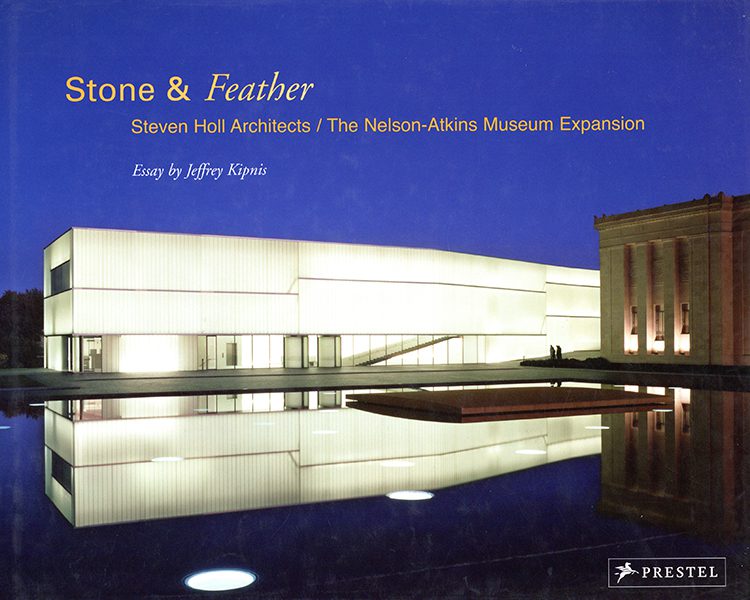 Stone & Feather
Steven Holl Architects / The Nelson-Atkins Museum Expansion
Essay by Jeffrey Kipnis
PRESTEL